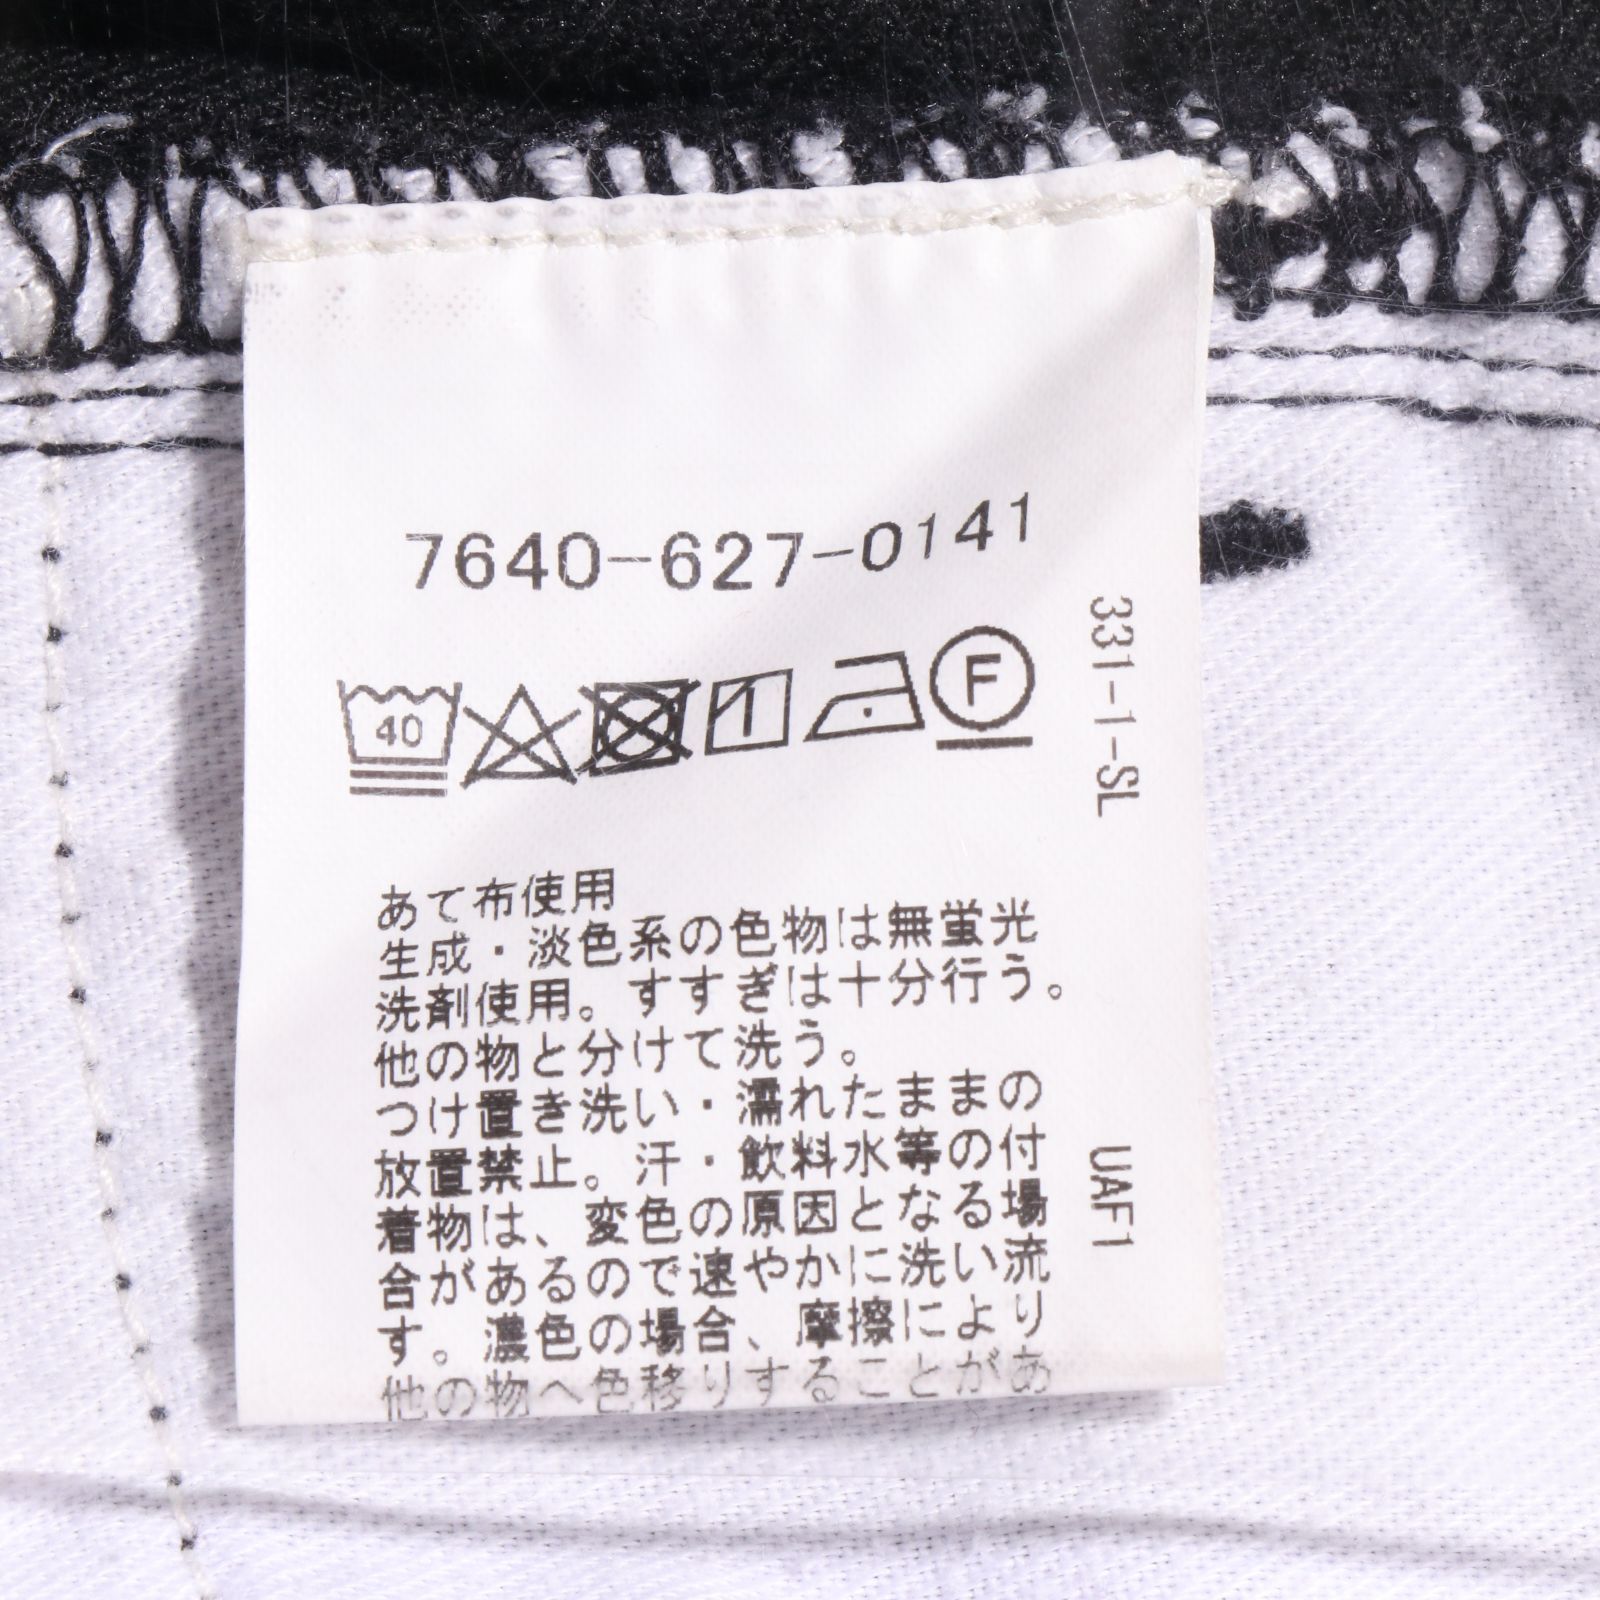 7640-627-0141
331-1-SL
40
F
あて布使用
生成・淡色系の色物は無蛍光
洗剤使用。すすぎは十分行う。
他の物と分けて洗う。
つけ置き洗い・濡れたままの
放置禁止。汗・飲料水等の付
着物は、変色の原因となる場
合があるので速やかに洗い流
す。濃色の場合、摩擦により
他の物へ色移りすることがあ
UAF1